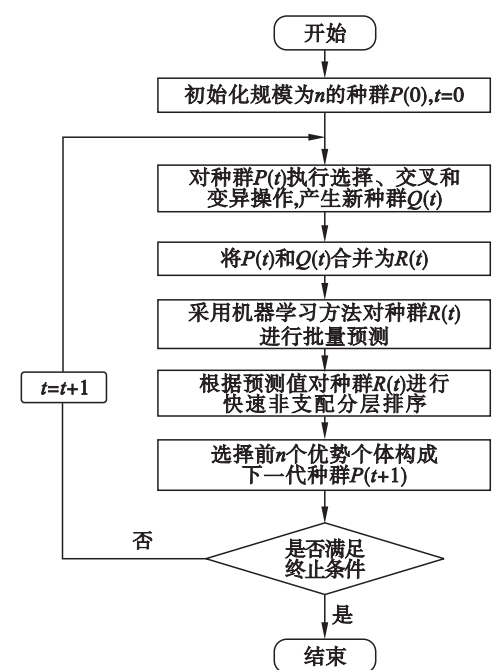 开始
初始化规模为n的种群P(0),t=0
对种群P(t)执行选择、交叉和
变异操作,产生新种群Q(t)
将P(t)和Q(t)合并为R(t)
采用机器学习方法对种群R(t)
进行批量预测
根据预测值对种群R(t)进行
快速非支配分层排序
t=t+1
选择前n个优势个体构成
下一代种群P(t+1)
否
是否满足
终止条件
是
结束